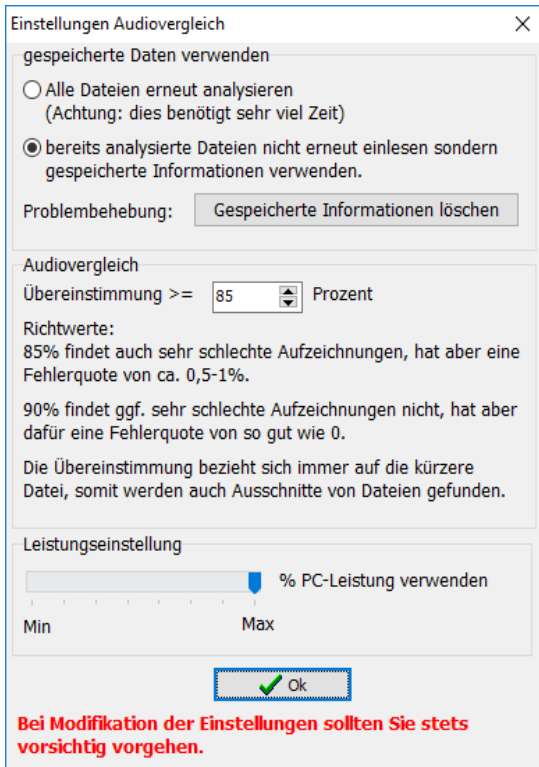 Einstellungen Audiovergleich
gespeicherte Daten verwenden
Alle Dateien erneut analysieren
(Achtung: dies benötigt sehr viel Zeit)
bereits analysierte Dateien nicht erneut einlesen sondern
gespeicherte Informationen verwenden.
Problembehebung: Gespeicherte Informationen löschen
Audiovergleich
Übereinstimmung >= 85 Prozent
Richtwerte:
85% findet auch sehr schlechte Aufzeichnungen, hat aber eine
Fehlerquote von ca. 0,5-1%.
90% findet ggf. sehr schlechte Aufzeichnungen nicht, hat aber
dafür eine Fehlerquote von so gut wie 0.
Die Übereinstimmung bezieht sich immer auf die kürzere
Datei, somit werden auch Ausschnitte von Dateien gefunden.
Leistungseinstellung
% PC-Leistung verwenden
Min Max
Ok
Bei Modifikation der Einstellungen sollten Sie stets
vorsichtig vorgehen.